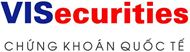 VISecurities
CHỨNG KHOÁN QUỐC TẾ